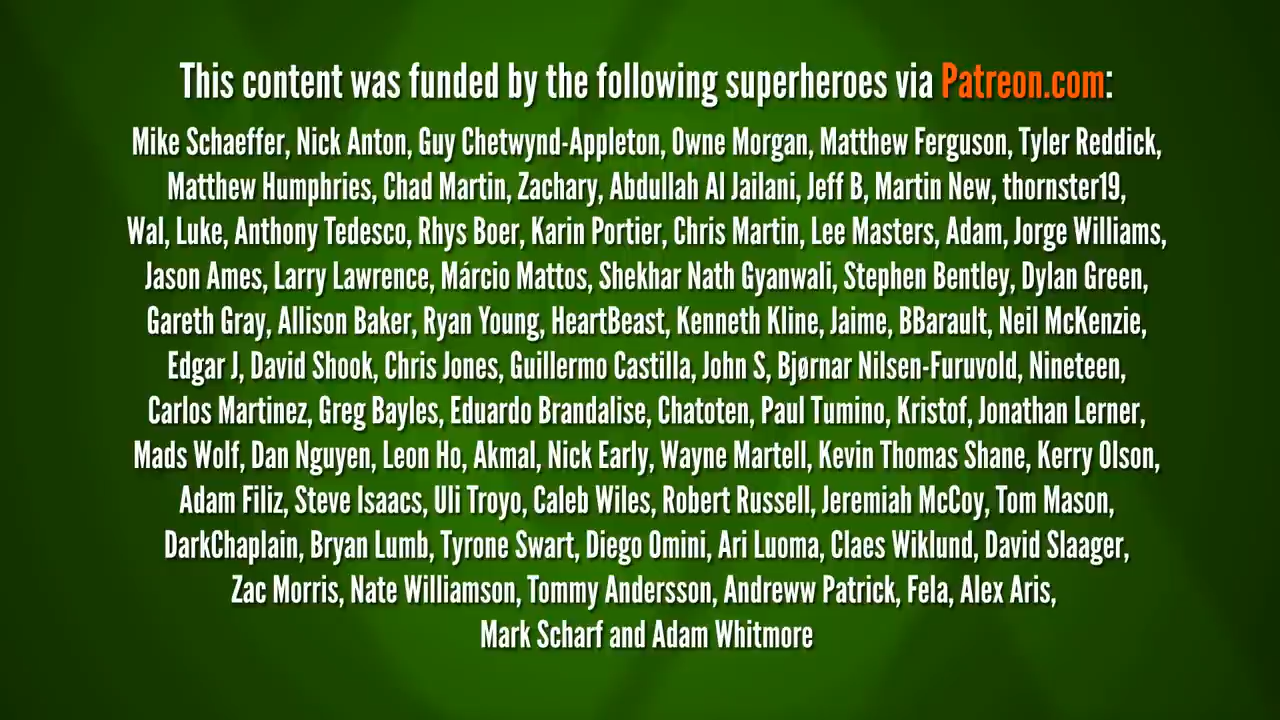 This content was funded by the following superheroes via Patreon.com:
Mike Schaeffer, Nick Anton, Guy Chetwynd-Appleton, Owne Morgan, Matthew Ferguson, Tyler Reddick,
Matthew Humphries, Chad Martin, Zachary, Abdullah Al Jailani, Jeff B, Martin New, thornster19,
Wal, Luke, Anthony Tedesco, Rhys Boer, Karin Portier, Chris Martin, Lee Masters, Adam, Jorge Williams,
Jason Ames, Larry Lawrence, Márcio Mattos, Shekhar Nath Gyanwali, Stephen Bentley, Dylan Green,
Gareth Gray, Allison Baker, Ryan Young, HeartBeast, Kenneth Kline, Jaime, BBarault, Neil McKenzie,
Edgar J, David Shook, Chris Jones, Guillermo Castilla, John S, Bjørnar Nilsen-Furuvold, Nineteen,
Carlos Martinez, Greg Bayles, Eduardo Brandalise, Chatoten, Paul Tumino, Kristof, Jonathan Lerner,
Mads Wolf, Dan Nguyen, Leon Ho, Akmal, Nick Early, Wayne Martell, Kevin Thomas Shane, Kerry Olson,
Adam Filiz, Steve Isaacs, Uli Troyo, Caleb Wiles, Robert Russell, Jeremiah McCoy, Tom Mason,
DarkChaplain, Bryan Lumb, Tyrone Swart, Diego Omini, Ari Luoma, Claes Wiklund, David Slaager,
Zac Morris, Nate Williamson, Tommy Andersson, Andreww Patrick, Fela, Alex Aris,
Mark Scharf and Adam Whitmore